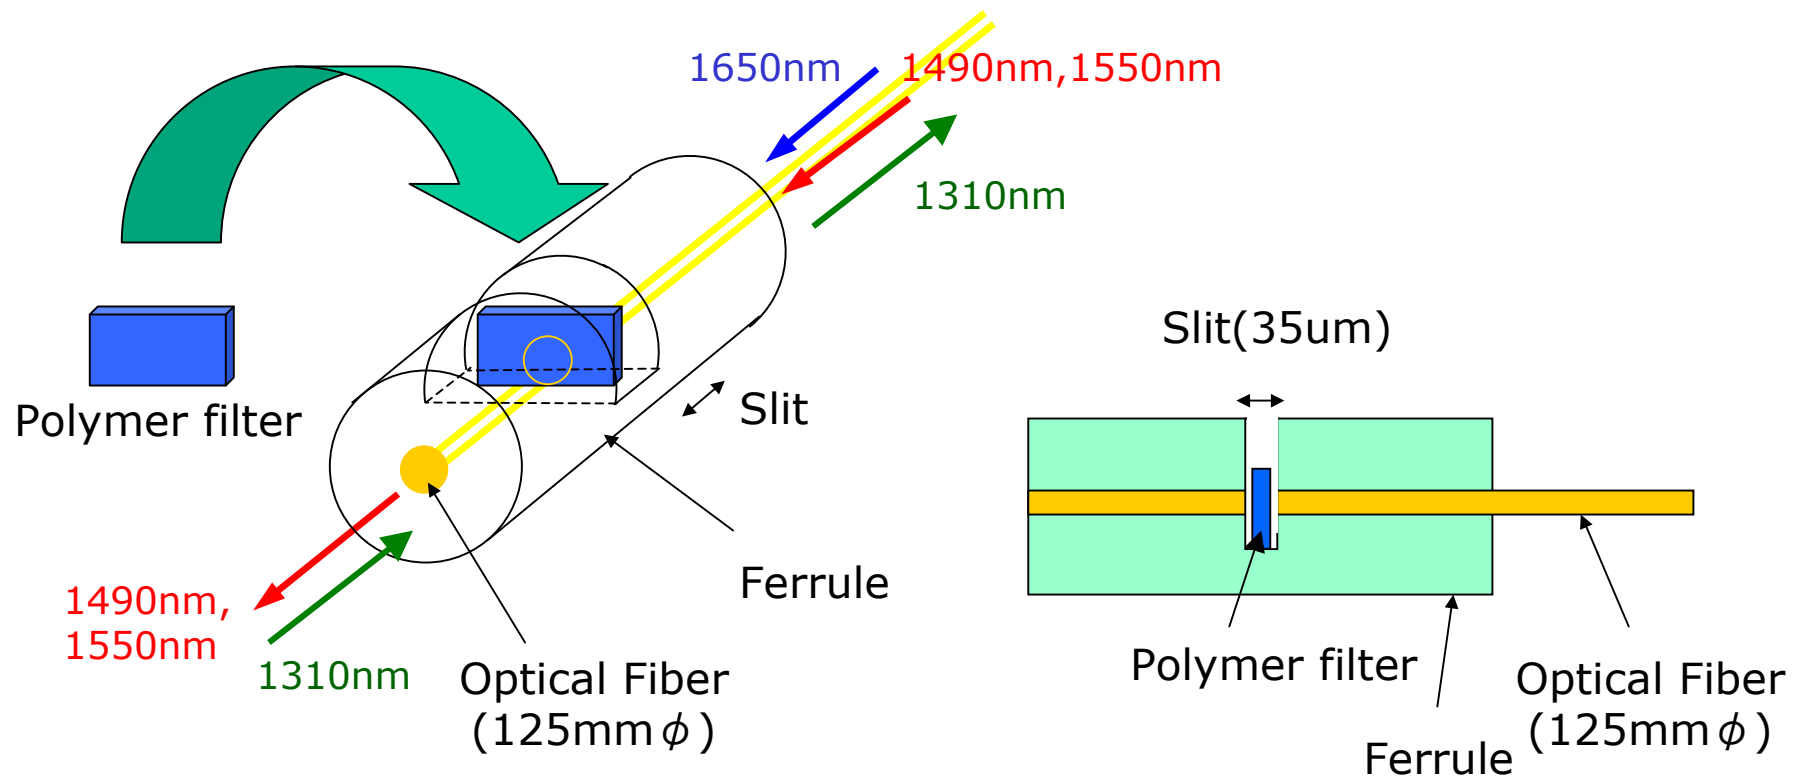 1650nm
1490nm,1550nm
1310nm
Polymer filter
Slit
Ferrule
1490nm,
1550nm
1310nm
Optical Fiber
(125mmϕ)
Slit(35um)
Polymer filter
Optical Fiber
(125mmϕ)
Ferrule